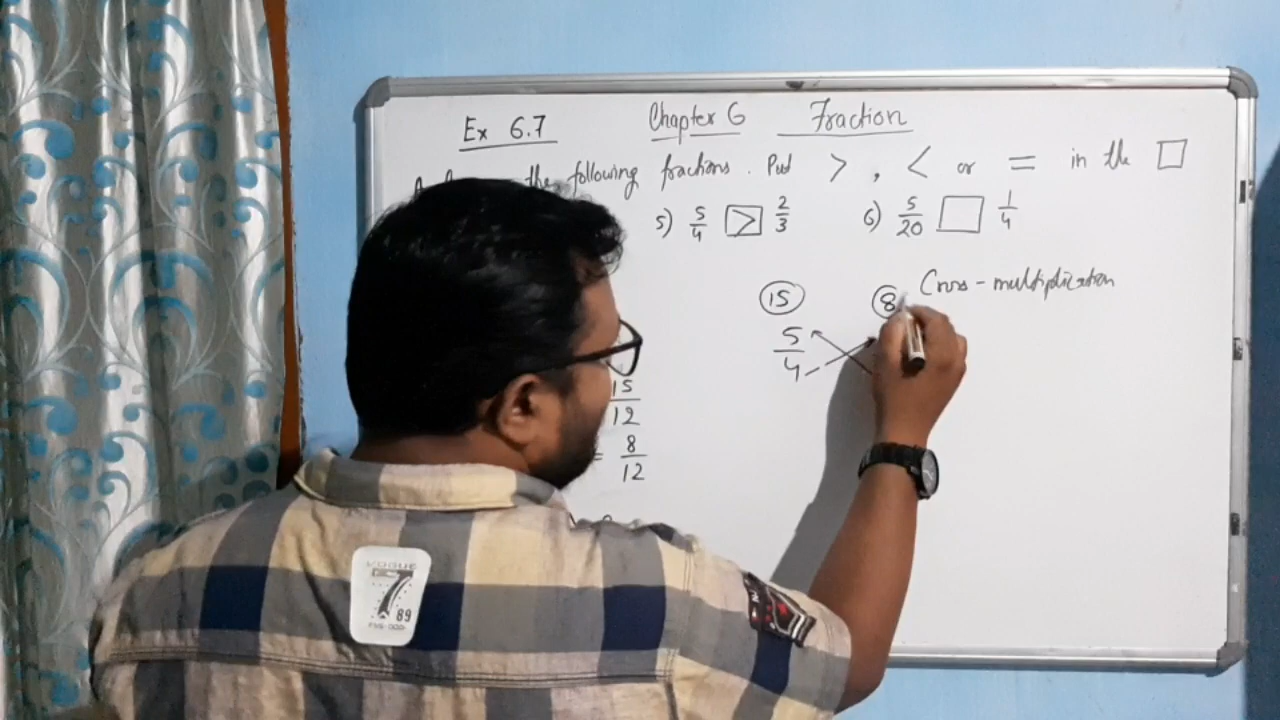 Ex 6.7 Chapter 6 Fraction
the following fractions. Put >, < or = in the □
5) 5/4 > 2/3 6) 5/20 □ 1/4
Cross-multiplication
15 8
5/4
15/12
= 8/12
7
89